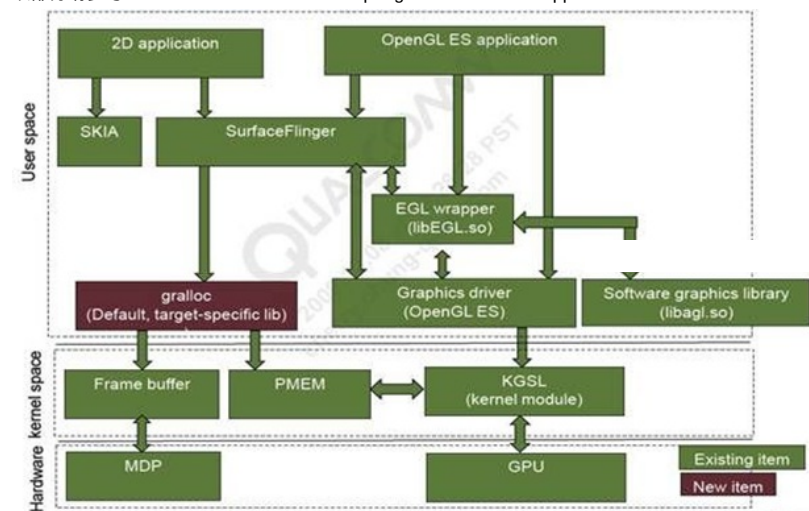 2D application
OpenGL ES application
User space
SKIA
SurfaceFlinger
EGL wrapper
(libEGL.so)
gralloc
(Default, target-specific lib)
Graphics driver
(OpenGL ES)
Software graphics library
(libagl.so)
kernel space
Frame buffer
PMEM
KGSL
(kernel module)
Hardware
MDP
GPU
Existing item
New item
QUALCOMM